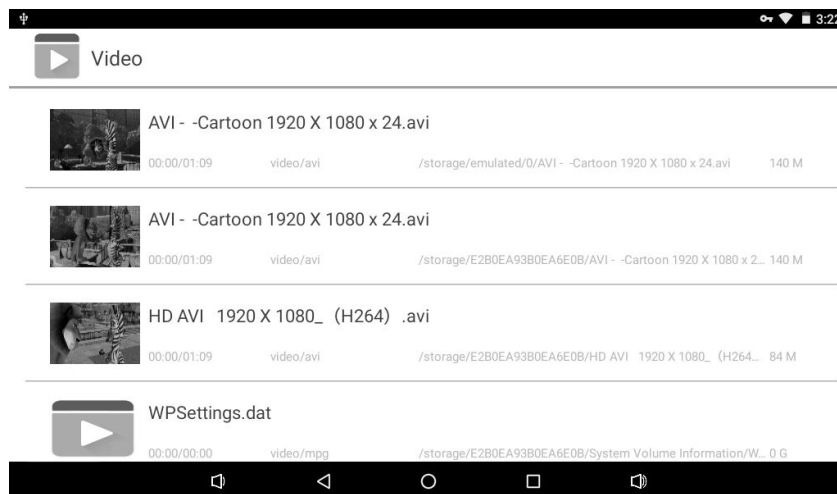 3:22
Video
AVI - -Cartoon 1920 X 1080 x 24.avi
00:00/01:09 video/avi /storage/emulated/0/AVI - -Cartoon 1920 X 1080 x 24.avi 140 M
AVI - -Cartoon 1920 X 1080 x 24.avi
00:00/01:09 video/avi /storage/E2B0EA93B0EA6E0B/AVI - -Cartoon 1920 X 1080 x 2... 140 M
HD AVI 1920 X 1080_（H264）.avi
00:00/01:09 video/avi /storage/E2B0EA93B0EA6E0B/HD AVI 1920 X 1080_（H264... 84 M
WPSettings.dat
00:00/00:00 video/mpg /storage/E2B0EA93B0EA6E0B/System Volume Information/W... 0 G